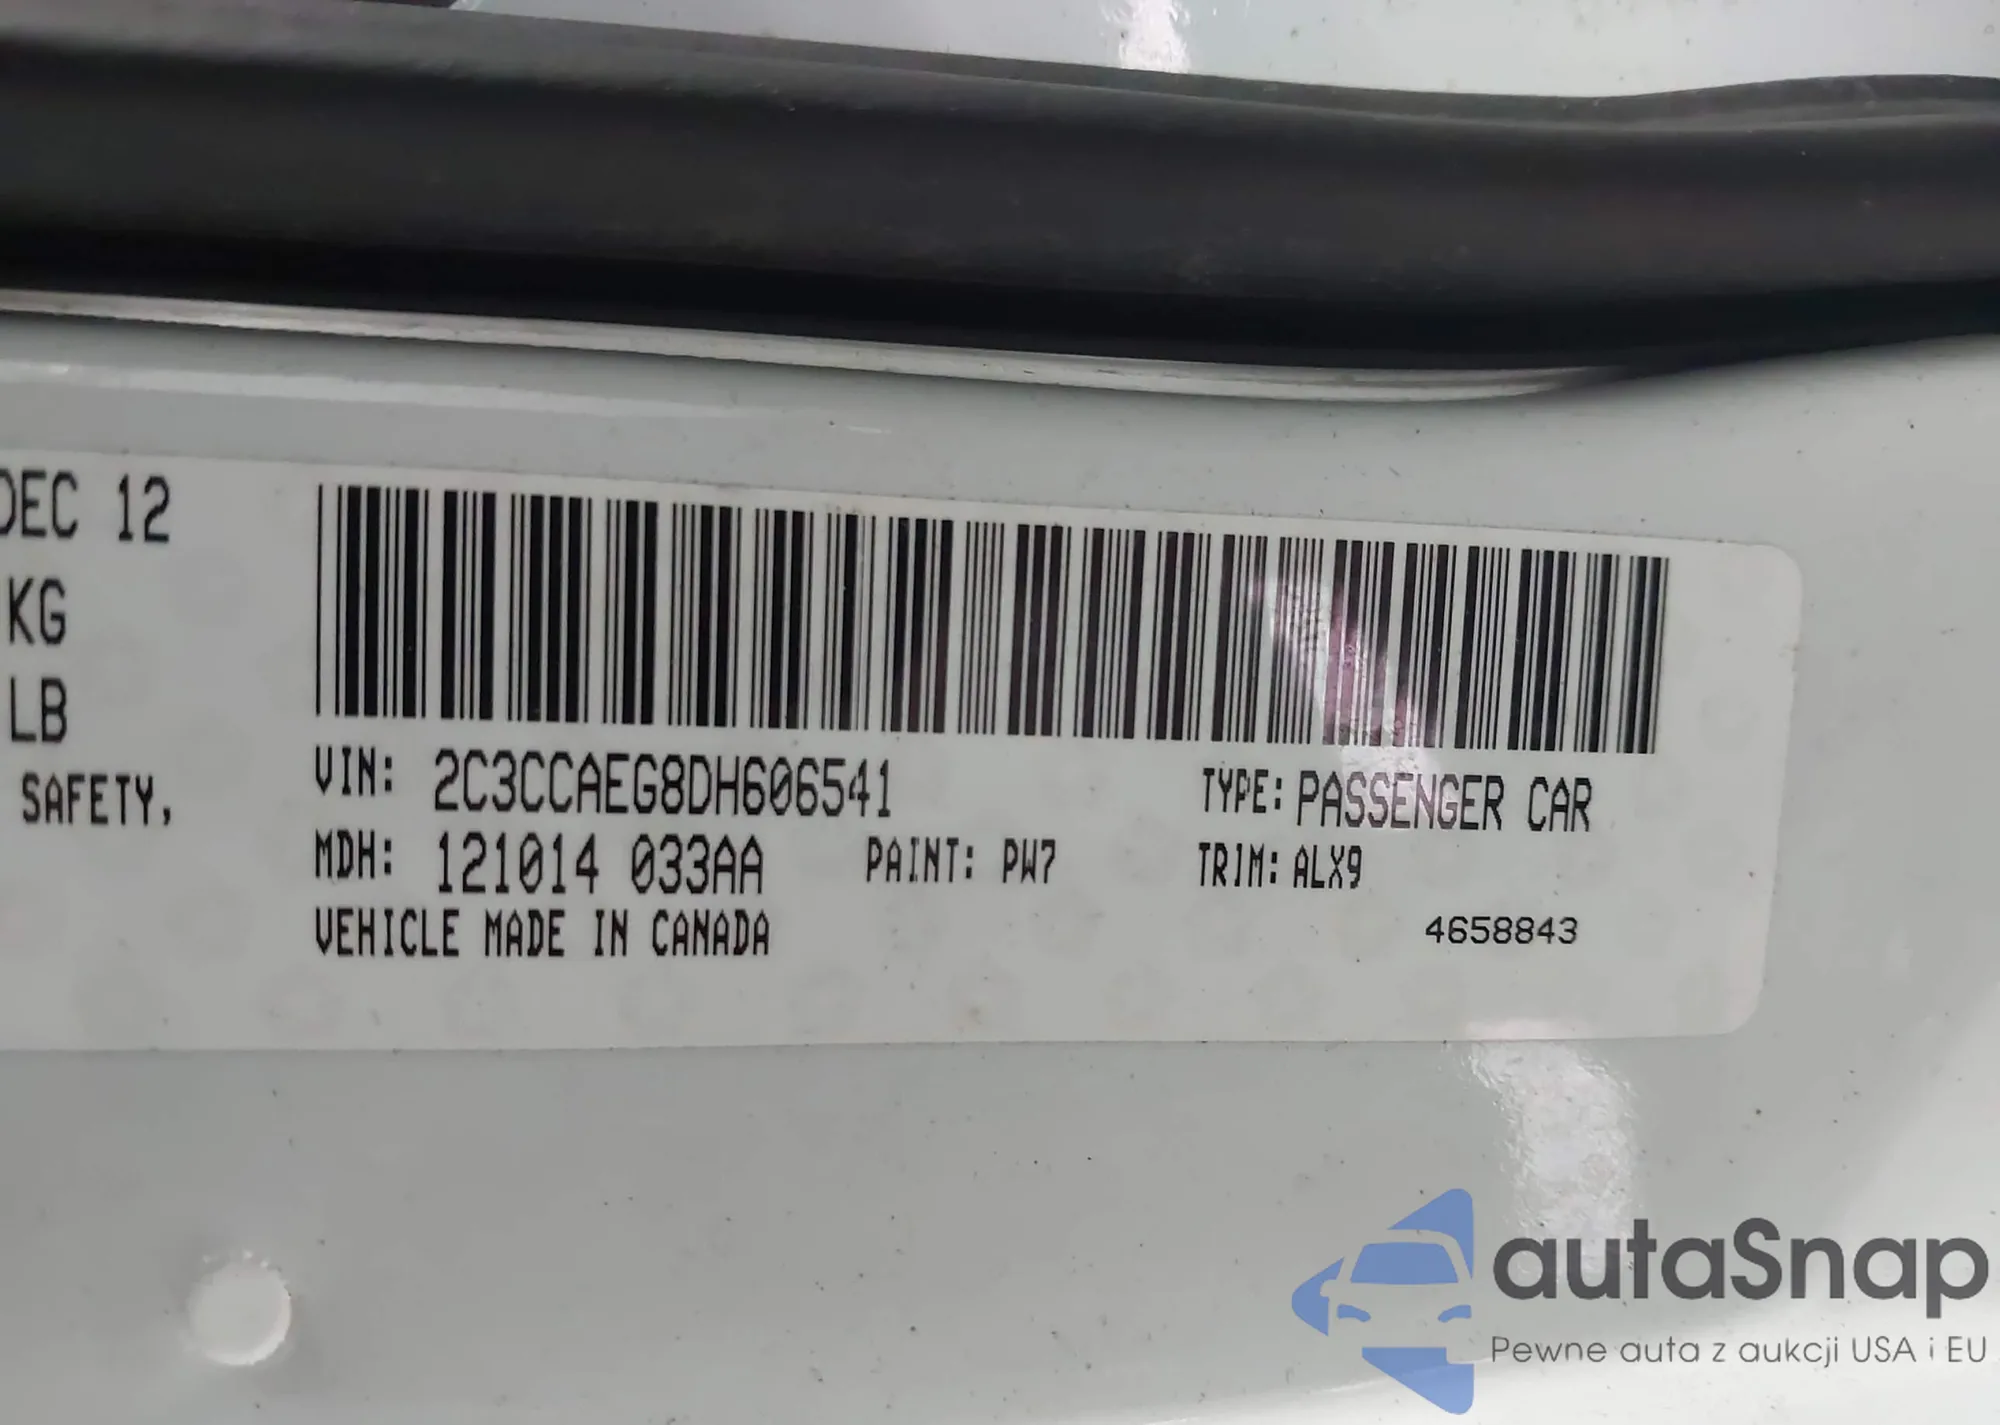 DEC 12
KG
LB
SAFETY,
VIN: 2C3CCAEG8DH606541
TYPE: PASSENGER CAR
MDH: 121014 033AA PAINT: PW7 TRIM: ALX9
VEHICLE MADE IN CANADA
4658843
autaSnap
Pewne auta z aukcji USA i EU